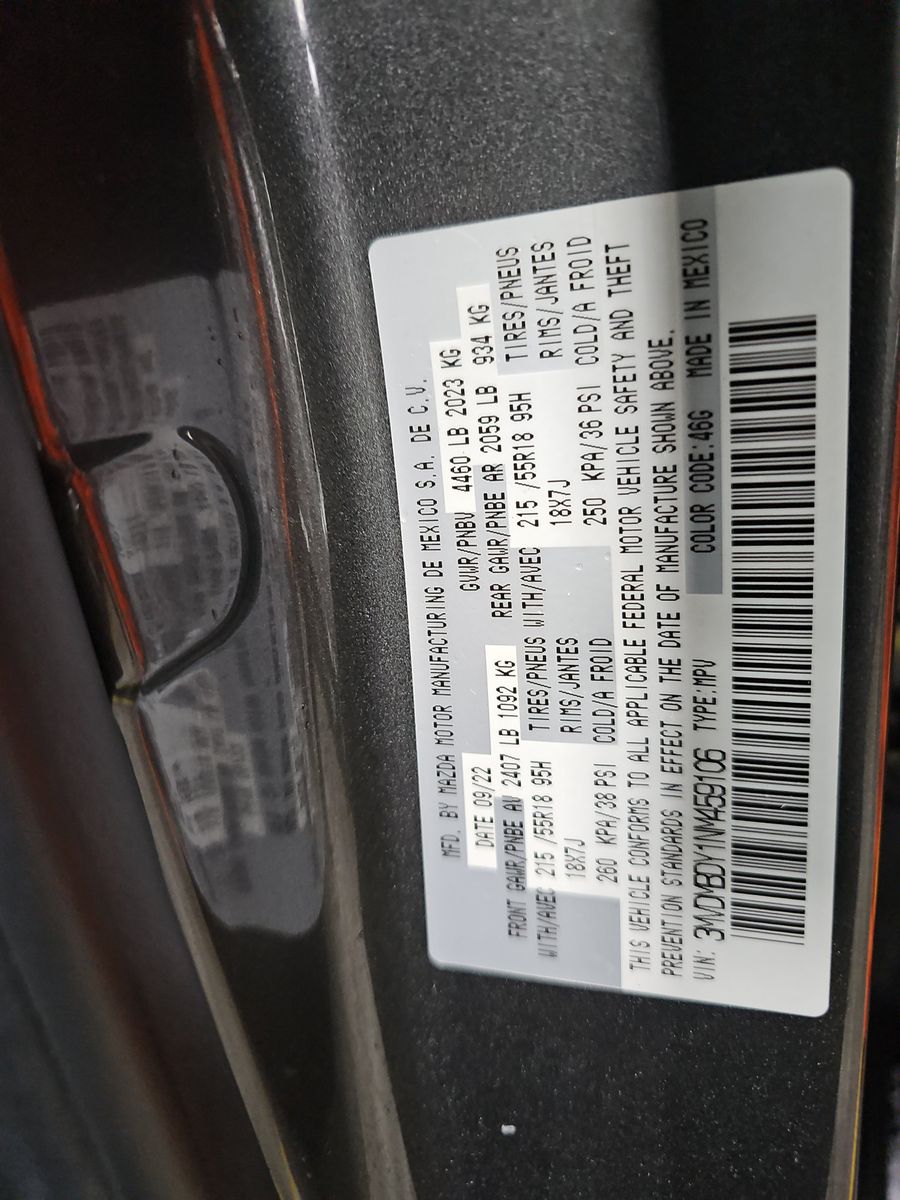 MFD. BY MAZDA MOTOR MANUFACTURING DE MEXICO S.A. DE C.V.
DATE 09/22 GVWR/PNBV 4460 LB 2023 KG
FRONT GAWR/PNBE AV 2407 LB 1092 KG REAR GAWR/PNBE AR 2059 LB 934 KG
WITH/AVEC 215 /55R18 95H TIRES/PNEUS WITH/AVEC 215 /55R18 95H TIRES/PNEUS
18X7J RIMS/JANTES 18X7J RIMS/JANTES
260 KPA/38 PSI COLD/A FROID 250 KPA/36 PSI COLD/A FROID
THIS VEHICLE CONFORMS TO ALL APPLICABLE FEDERAL MOTOR VEHICLE SAFETY AND THEFT
PREVENTION STANDARDS IN EFFECT ON THE DATE OF MANUFACTURE SHOWN ABOVE.
VIN: 3MVDMBDY1NM459106 TYPE:MPV COLOR CODE:46G MADE IN MEXICO